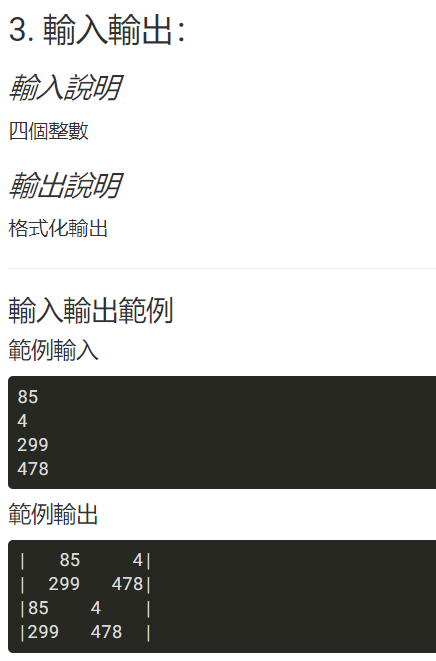 3. 輸入輸出：
輸入說明
四個整數
輸出說明
格式化輸出
輸入輸出範例
範例輸入
85
4
299
478
範例輸出
|   85     4|
|  299   478|
|85    4    |
|299   478  |